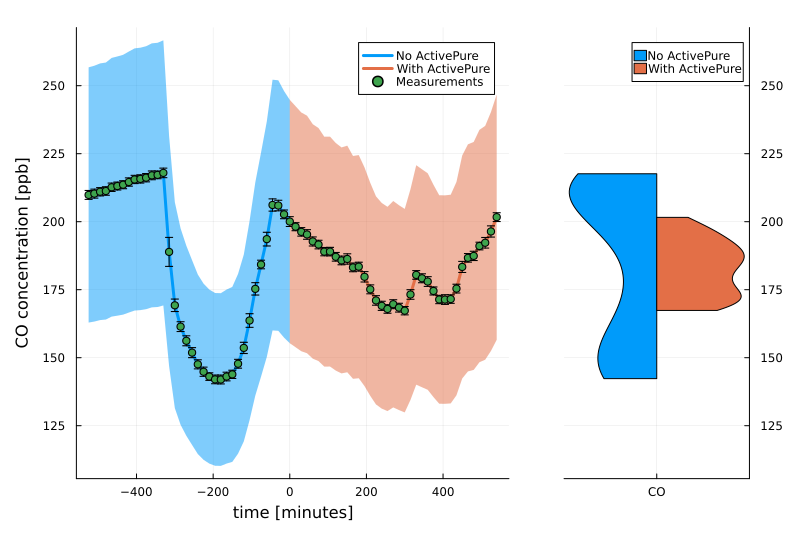 No ActivePure
With ActivePure
Measurements
250
225
200
175
150
125
−400
−200
0
200
400
time [minutes]
CO concentration [ppb]
No ActivePure
With ActivePure
250
225
200
175
150
125
CO